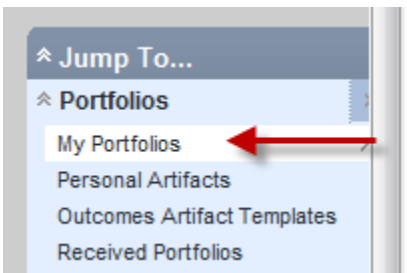 Jump To...
Portfolios
My Portfolios
Personal Artifacts
Outcomes Artifact Templates
Received Portfolios